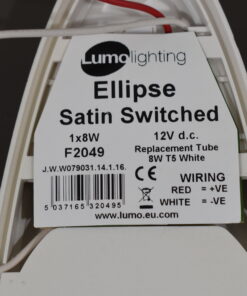 Lumolighting
Ellipse
Satin Switched
1x8W 12V d.c.
F2049 Replacement Tube
8W T5 White
J.W.W079031.14.1.16.
CE WIRING
RED = +VE
WHITE = -VE
5 037165 320495
www.lumo.eu.com